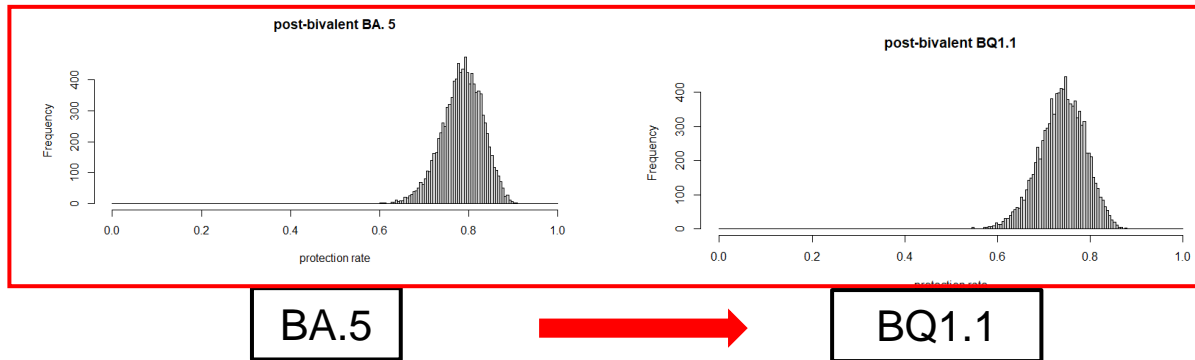 post-bivalent BA. 5
Frequency
0 100 200 300 400
0.0 0.2 0.4 0.6 0.8 1.0
protection rate
post-bivalent BQ1.1
Frequency
0 100 200 300 400
0.0 0.2 0.4 0.6 0.8 1.0
protection rate
BA.5
BQ1.1